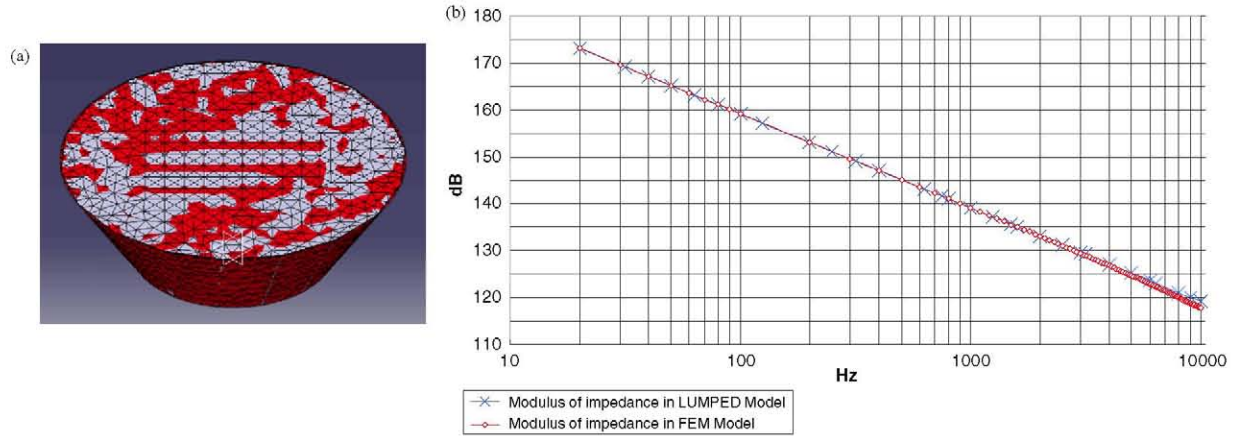 (a)
(b)
180
170
160
150
140
130
120
110
dB
10
100
1000
10000
Hz
Modulus of impedance in LUMPED Model
Modulus of impedance in FEM Model